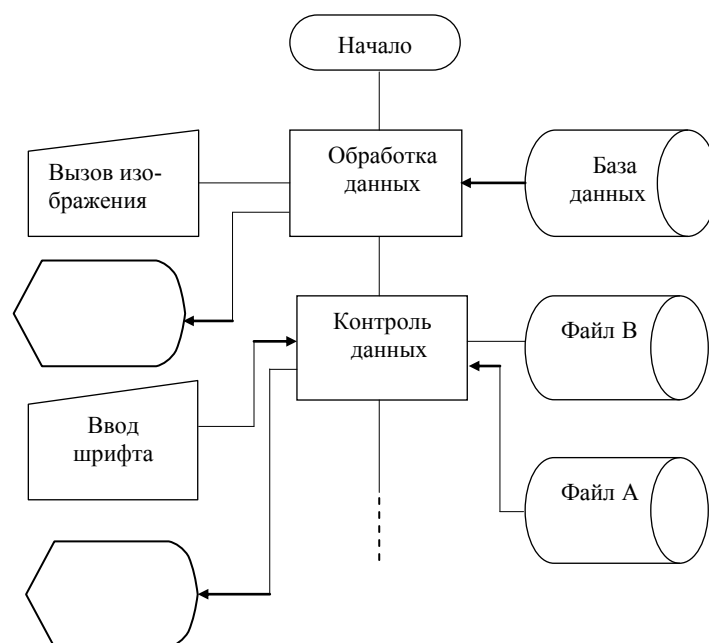 Начало
Вызов изо-
бражения
Обработка
данных
База
данных
Контроль
данных
Файл В
Ввод
шрифта
Файл А